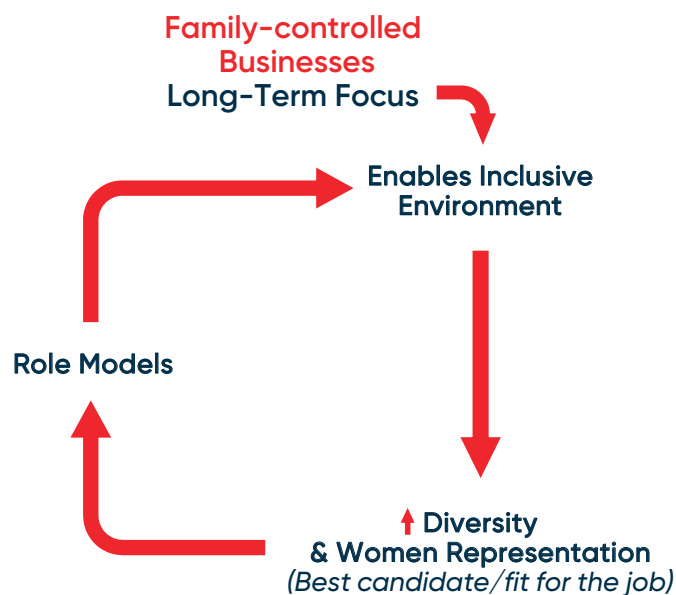 Family-controlled
Businesses
Long-Term Focus
Enables Inclusive
Environment
Role Models
Diversity
& Women Representation
(Best candidate/fit for the job)